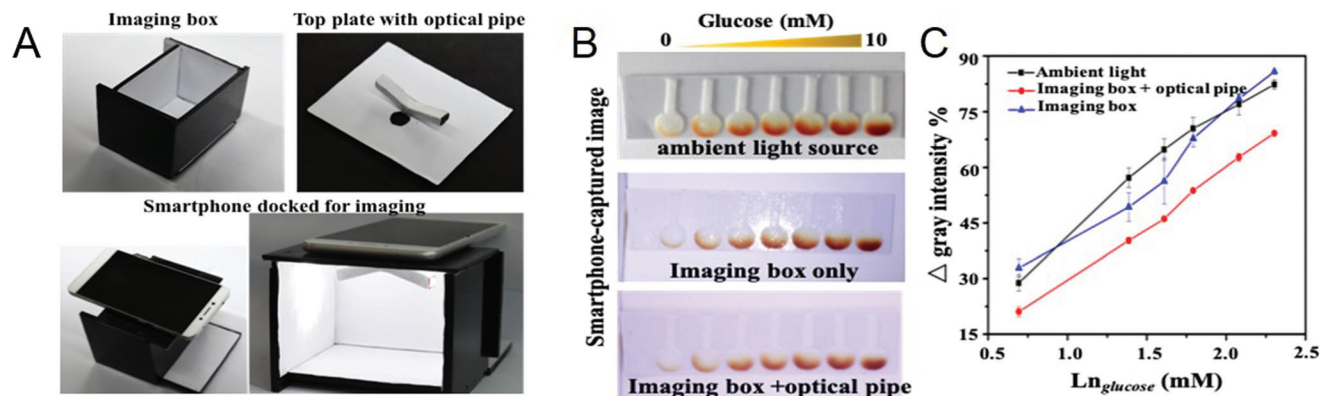 A
Imaging box
Top plate with optical pipe
Smartphone docked for imaging
B
Glucose (mM)
0
10
Smartphone-captured image
ambient light source
Imaging box only
Imaging box +optical pipe
C
△ gray intensity %
90
75
60
45
30
15
Ambient light
Imaging box + optical pipe
Imaging box
0.5
1.0
1.5
2.0
2.5
Ln glucose (mM)